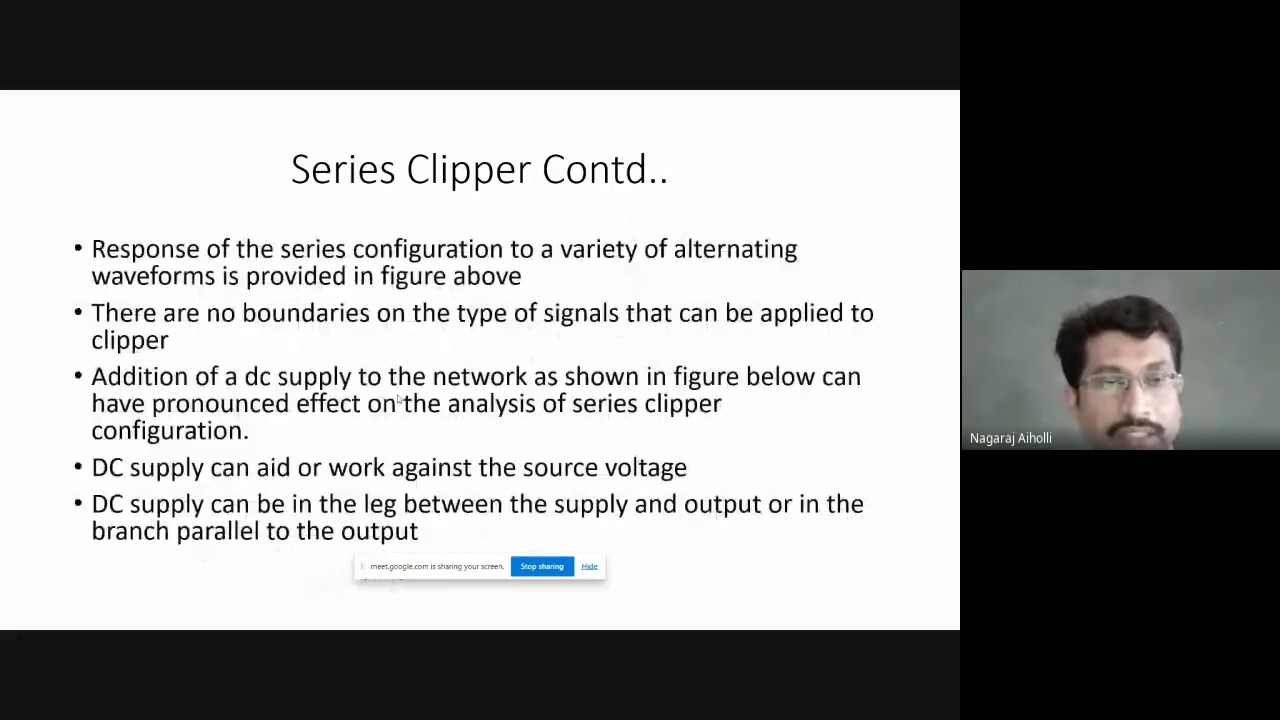 Series Clipper Contd..
• Response of the series configuration to a variety of alternating
waveforms is provided in figure above
• There are no boundaries on the type of signals that can be applied to
clipper
• Addition of a dc supply to the network as shown in figure below can
have pronounced effect on the analysis of series clipper
configuration.
• DC supply can aid or work against the source voltage
• DC supply can be in the leg between the supply and output or in the
branch parallel to the output
meet.google.com is sharing your screen. Stop sharing Hide
Nagaraj Aiholli